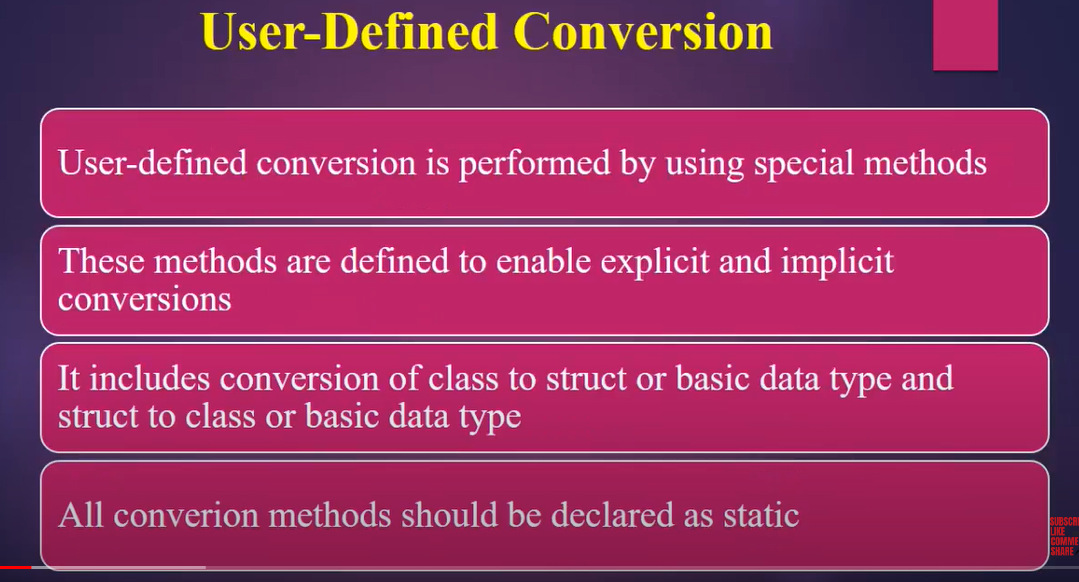 User-Defined Conversion
User-defined conversion is performed by using special methods
These methods are defined to enable explicit and implicit
conversions
It includes conversion of class to struct or basic data type and
struct to class or basic data type
All converion methods should be declared as static
LIKE
SHARE